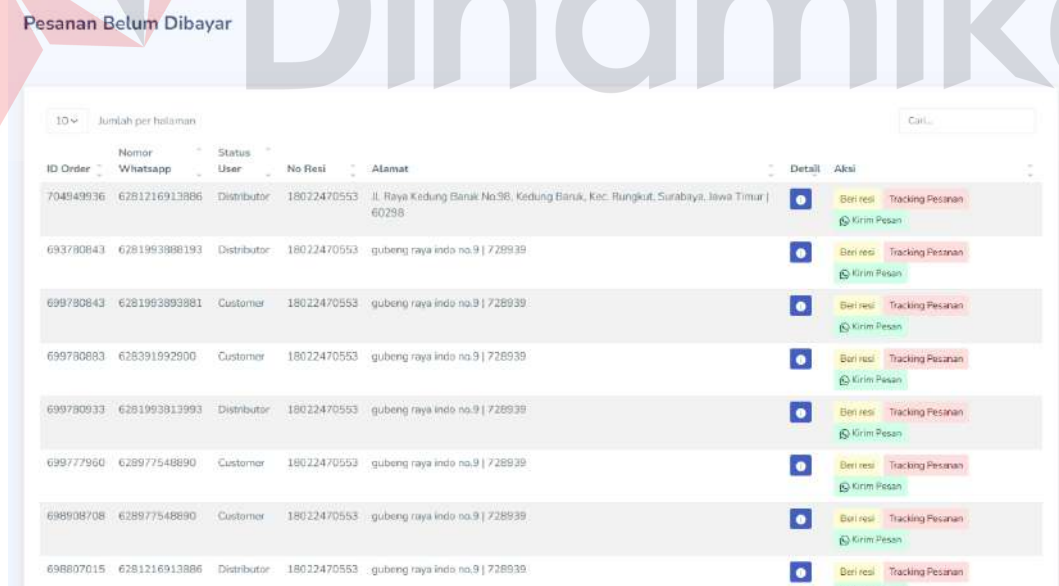 Dinamika
Pesanan Belum Dibayar
10 Jumlah per halaman
Cari...
ID Order Nomor Whatsapp Status User No Resi Alamat Detail Aksi
704949936 6281216913886 Distributor 18022470553 Jl. Raya Kedung Baruk No.98, Kedung Baruk, Kec. Rungkut, Surabaya, Jawa Timur | Beri resi Tracking Pesanan
60298 Kirim Pesan
693780843 6281993888193 Distributor 18022470553 gubeng raya indo no.9 | 728939 Beri resi Tracking Pesanan
Kirim Pesan
699780843 6281993893881 Customer 18022470553 gubeng raya indo no.9 | 728939 Beri resi Tracking Pesanan
Kirim Pesan
699780883 628391992900 Customer 18022470553 gubeng raya indo no.9 | 728939 Beri resi Tracking Pesanan
Kirim Pesan
699780933 6281993813993 Distributor 18022470553 gubeng raya indo no.9 | 728939 Beri resi Tracking Pesanan
Kirim Pesan
699777960 628977548890 Customer 18022470553 gubeng raya indo no.9 | 728939 Beri resi Tracking Pesanan
Kirim Pesan
698908708 628977548890 Customer 18022470553 gubeng raya indo no.9 | 728939 Beri resi Tracking Pesanan
Kirim Pesan
698807015 6281216913886 Distributor 18022470553 gubeng raya indo no.9 | 728939 Beri resi Tracking Pesanan